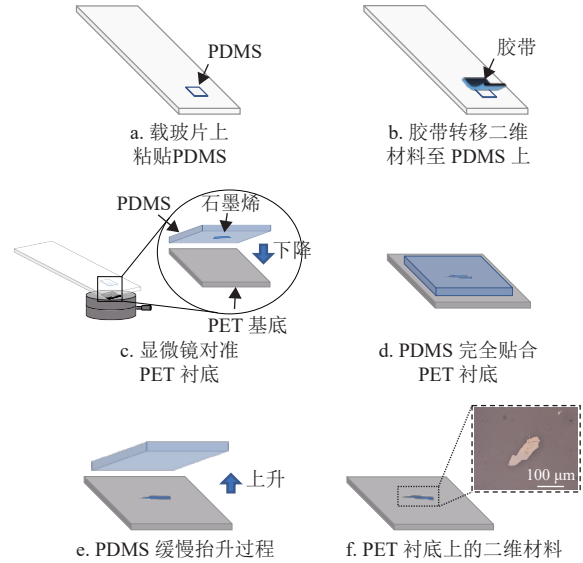 PDMS
a. 载玻片上
粘贴PDMS
胶带
b. 胶带转移二维
材料至 PDMS 上
PDMS
石墨烯
下降
PET 基底
c. 显微镜对准
PET 衬底
d. PDMS 完全贴合
PET 衬底
上升
e. PDMS 缓慢抬升过程
100 μm
f. PET 衬底上的二维材料